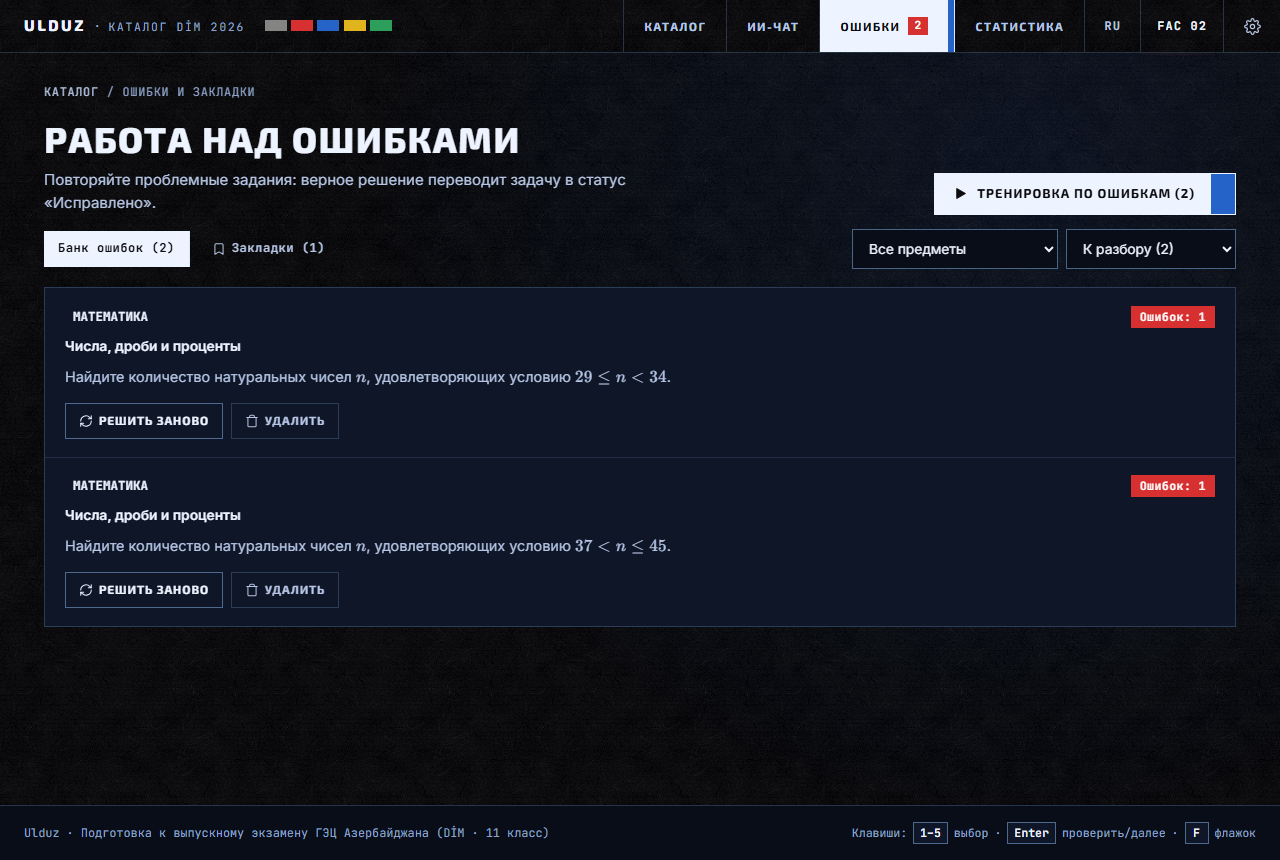 ULDUZ · КАТАЛОГ DİM 2026
КАТАЛОГ
ИИ-ЧАТ
ОШИБКИ 2
СТАТИСТИКА
RU
FAC 02
КАТАЛОГ / ОШИБКИ И ЗАКЛАДКИ
РАБОТА НАД ОШИБКАМИ
Повторяйте проблемные задания: верное решение переводит задачу в статус
«Исправлено».
ТРЕНИРОВКА ПО ОШИБКАМ (2)
Банк ошибок (2)
Закладки (1)
Все предметы
К разбору (2)
МАТЕМАТИКА
Ошибок: 1
Числа, дроби и проценты
Найдите количество натуральных чисел n, удовлетворяющих условию 29 ≤ n < 34.
РЕШИТЬ ЗАНОВО
УДАЛИТЬ
МАТЕМАТИКА
Ошибок: 1
Числа, дроби и проценты
Найдите количество натуральных чисел n, удовлетворяющих условию 37 < n ≤ 45.
РЕШИТЬ ЗАНОВО
УДАЛИТЬ
Ulduz · Подготовка к выпускному экзамену ГЭЦ Азербайджана (DİM · 11 класс)
Клавиши: 1–5 выбор · Enter проверить/далее · F флажок